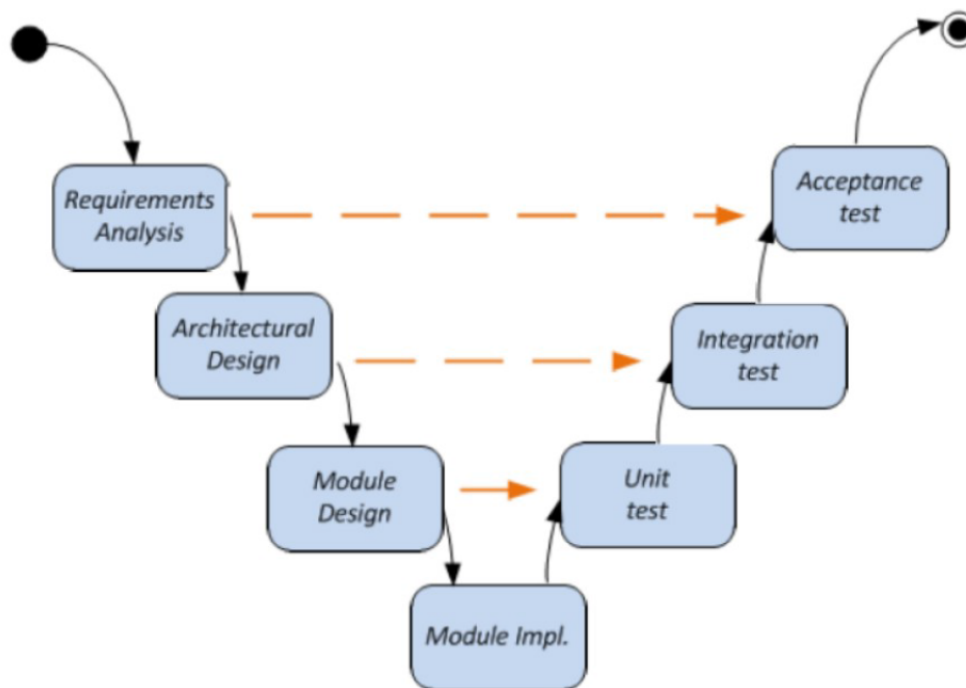 Requirements
Analysis
Acceptance
test
Architectural
Design
Integration
test
Module
Design
Unit
test
Module Impl.